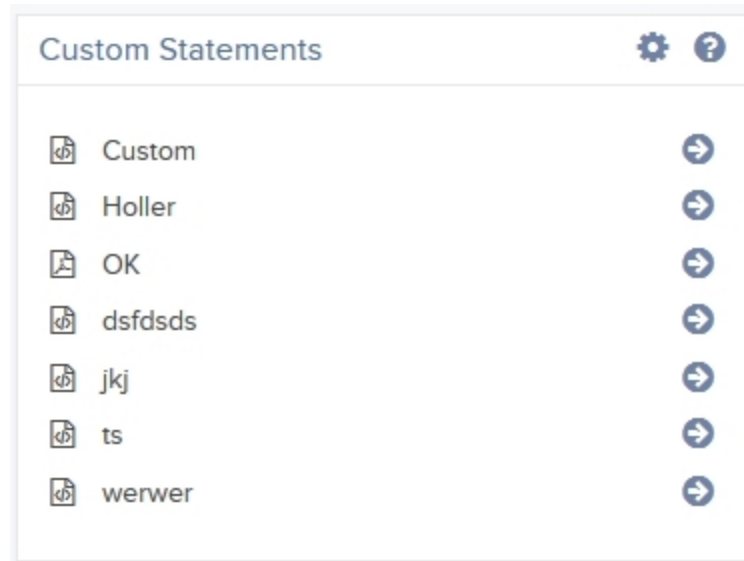 Custom Statements
Custom
Holler
OK
dsfdsds
jkj
ts
werwer